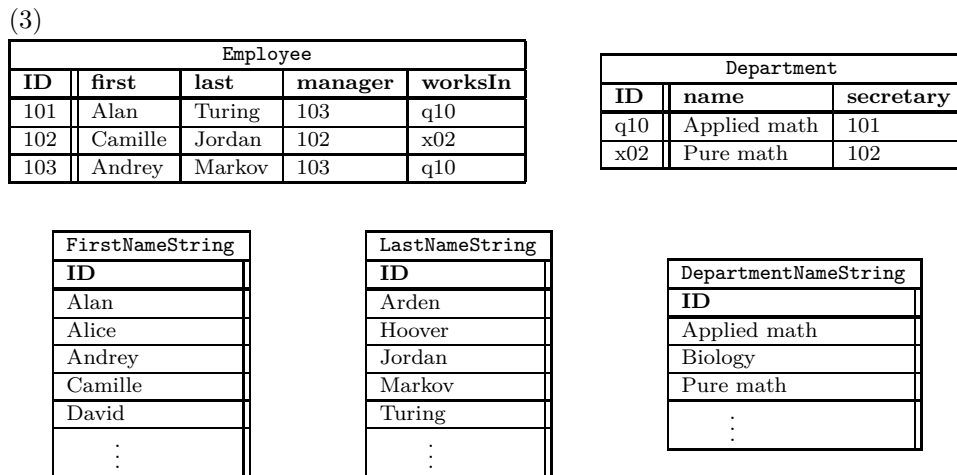 (3)
Employee
ID first last manager worksIn
101 Alan Turing 103 q10
102 Camille Jordan 102 x02
103 Andrey Markov 103 q10
Department
ID name secretary
q10 Applied math 101
x02 Pure math 102
FirstNameString
ID
Alan
Alice
Andrey
Camille
David
⋮
LastNameString
ID
Arden
Hoover
Jordan
Markov
Turing
⋮
DepartmentNameString
ID
Applied math
Biology
Pure math
⋮